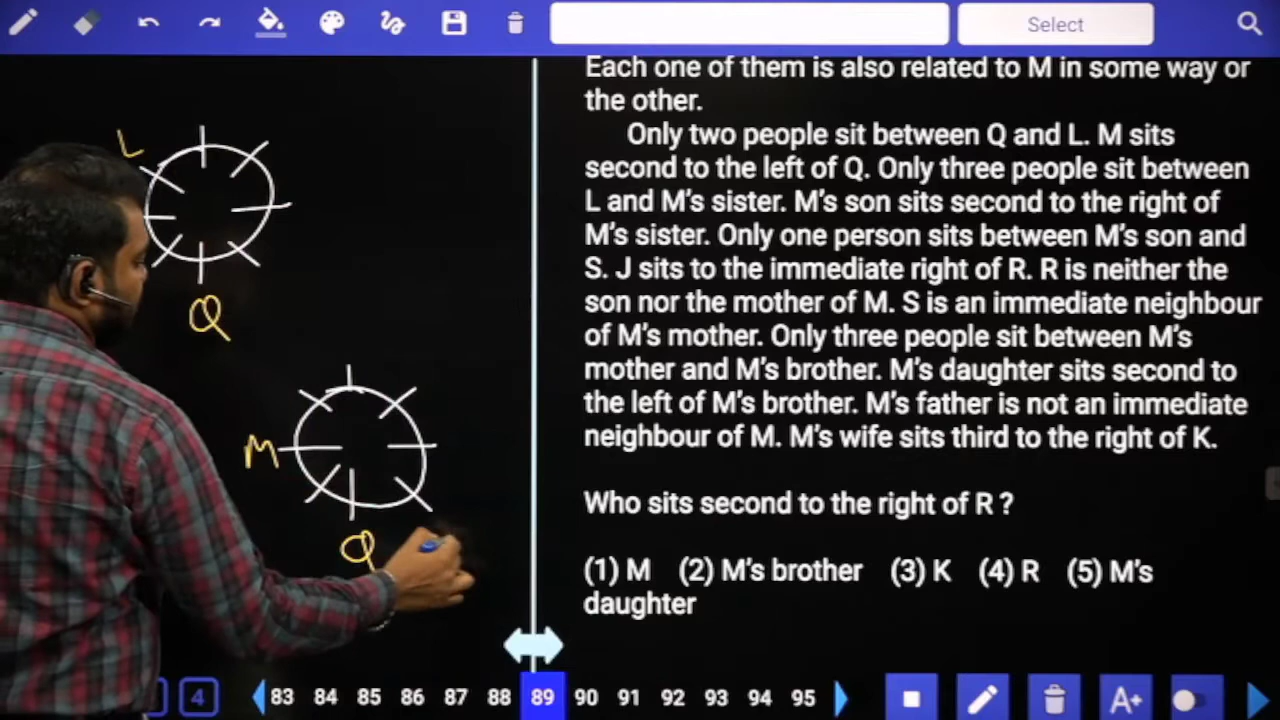 Select
Each one of them is also related to M in some way or
the other.
Only two people sit between Q and L. M sits
second to the left of Q. Only three people sit between
L and M's sister. M's son sits second to the right of
M's sister. Only one person sits between M's son and
S. J sits to the immediate right of R. R is neither the
son nor the mother of M. S is an immediate neighbour
of M's mother. Only three people sit between M's
mother and M's brother. M's daughter sits second to
the left of M's brother. M's father is not an immediate
neighbour of M. M's wife sits third to the right of K.
Who sits second to the right of R ?
(1) M (2) M's brother (3) K (4) R (5) M's
daughter
L
Q
M
Q
4 83 84 85 86 87 88 89 90 91 92 93 94 95 A+